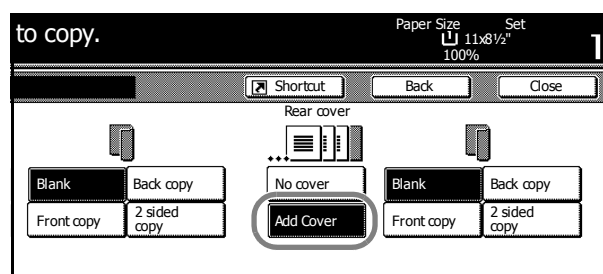 to copy.
Paper Size Set
11x8½"
100%
1
Shortcut Back Close
Rear cover
Blank Back copy No cover Blank Back copy
Front copy 2 sided copy Add Cover Front copy 2 sided copy